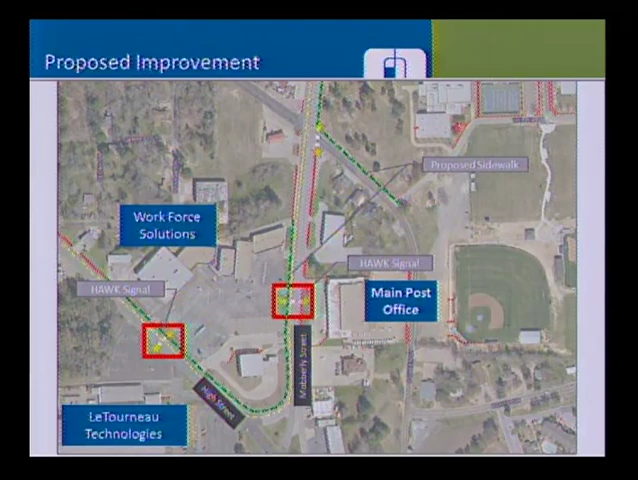 Proposed Improvement
Proposed Sidewalk
Work Force
Solutions
HAWK Signal
HAWK Signal
Main Post
Office
Mobberly Street
High Street
LeTourneau
Technologies